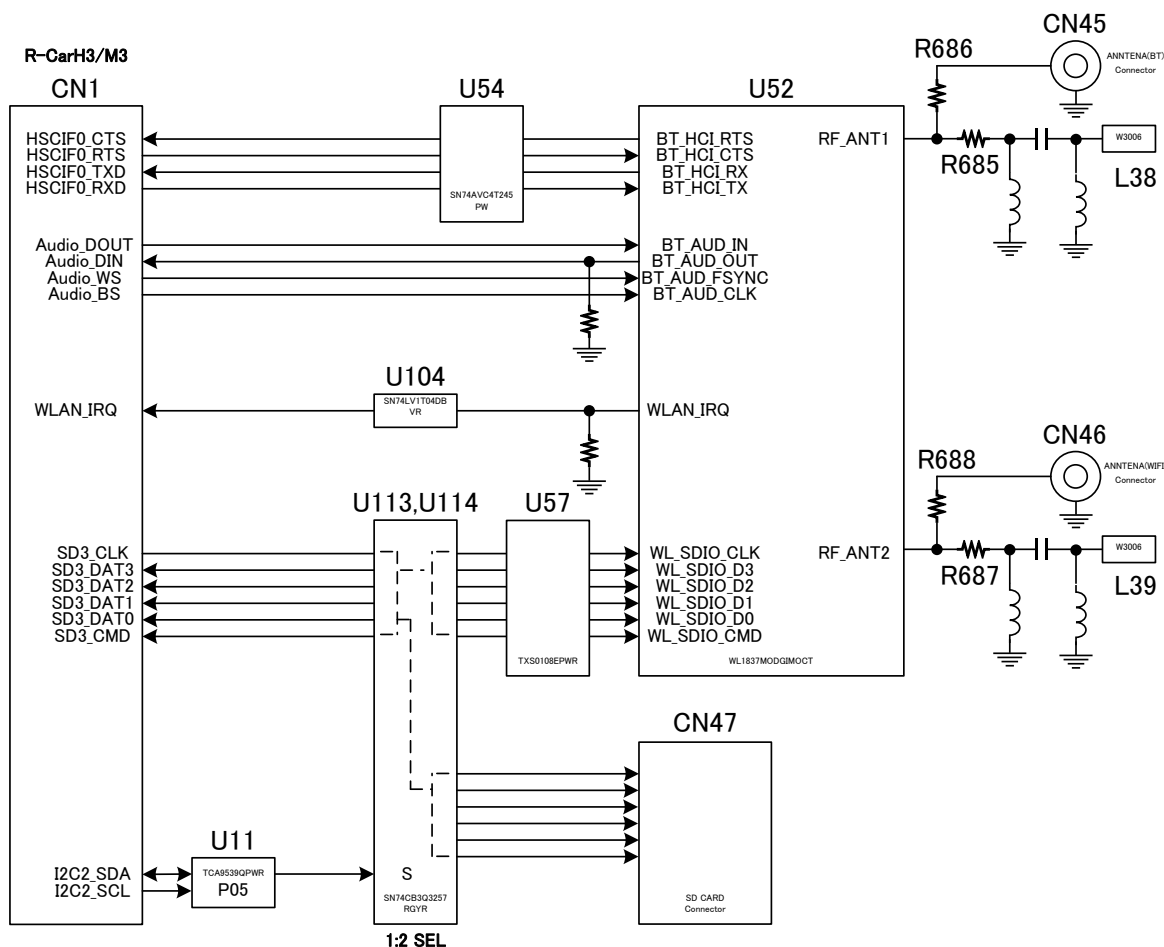 R-CarH3/M3
CN1
HSCIF0_CTS
HSCIF0_RTS
HSCIF0_TXD
HSCIF0_RXD
Audio_DOUT
Audio_DIN
Audio_WS
Audio_BS
WLAN_IRQ
SD3_CLK
SD3_DAT3
SD3_DAT2
SD3_DAT1
SD3_DAT0
SD3_CMD
I2C2_SDA
I2C2_SCL
U54
SN74AVC4T245
PW
U104
SN74LV1T04DB
VR
U113,U114
S
SN74CB3Q3257
RGYR
1:2 SEL
U57
TXS0108EPWR
U11
TCA9539QPWR
P05
U52
BT_HCI_RTS
BT_HCI_CTS
BT_HCI_RX
BT_HCI_TX
BT_AUD_IN
BT_AUD_OUT
BT_AUD_FSYNC
BT_AUD_CLK
WLAN_IRQ
WL_SDIO_CLK
WL_SDIO_D3
WL_SDIO_D2
WL_SDIO_D1
WL_SDIO_D0
WL_SDIO_CMD
RF_ANT1
RF_ANT2
WL1837MODGIMOCT
CN47
SD CARD
Connector
R686
CN45
ANNTENA(BT)
Connector
R685
W3006
L38
R688
CN46
ANNTENA(WIFI
Connector
R687
W3006
L39